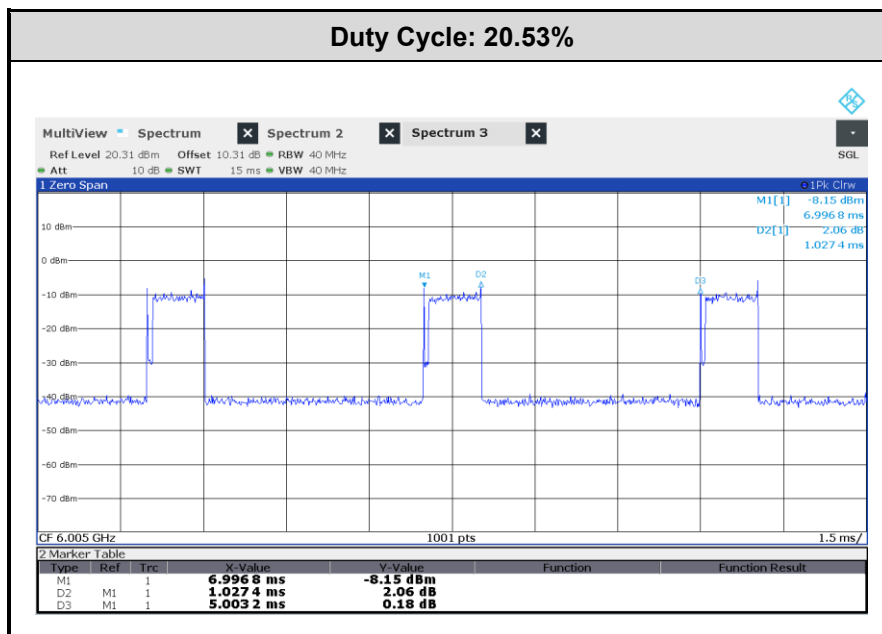 Duty Cycle: 20.53%
R&S
MultiView Spectrum Spectrum 2 Spectrum 3
Ref Level 20.31 dBm Offset 10.31 dB RBW 40 MHz SGL
Att 10 dB SWT 15 ms VBW 40 MHz
1 Zero Span 1Pk Clrw
M1[1] -8.15 dBm
6.996 8 ms
10 dBm D2[1] 2.06 dB
1.027 4 ms
0 dBm
M1 D2 D3
-10 dBm
-20 dBm
-30 dBm
-40 dBm
-50 dBm
-60 dBm
-70 dBm
CF 6.005 GHz 1001 pts 1.5 ms/
2 Marker Table
Type Ref Trc X-Value Y-Value Function Function Result
M1 1 6.996 8 ms -8.15 dBm
D2 M1 1 1.027 4 ms 2.06 dB
D3 M1 1 5.003 2 ms 0.18 dB